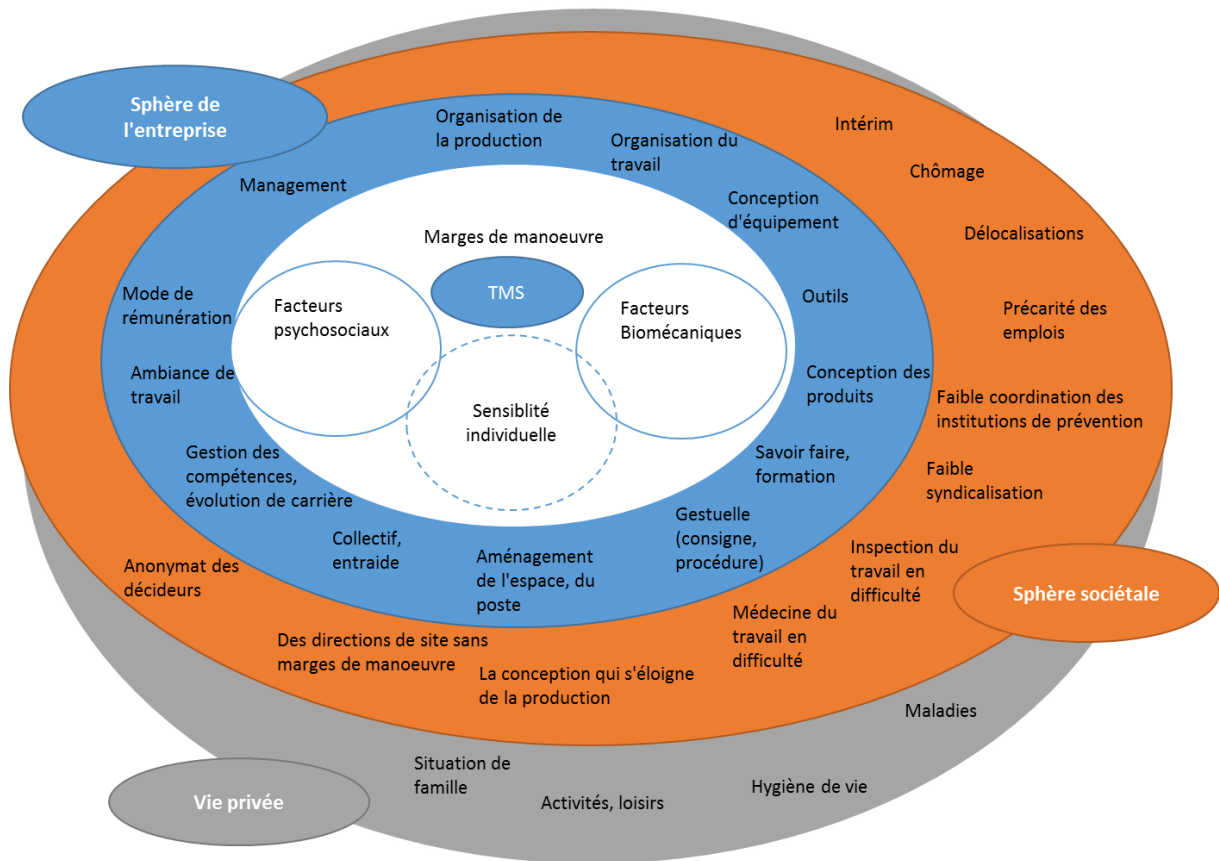 Sphère de
l'entreprise
Organisation de
la production
Organisation du
travail
Intérim
Management
Chômage
Conception
d'équipement
Marges de manoeuvre
Délocalisations
TMS
Mode de
rémunération
Facteurs
psychosociaux
Facteurs
Biomécaniques
Outils
Précarité des
emplois
Ambiance de
travail
Conception des
produits
Sensiblité
individuelle
Faible coordination des
institutions de prévention
Gestion des
compétences,
évolution de carrière
Savoir faire,
formation
Faible
syndicalisation
Collectif,
entraide
Aménagement
de l'espace, du
poste
Gestuelle
(consigne,
procédure)
Inspection du
travail en
difficulté
Anonymat des
décideurs
Sphère sociétale
Médecine du
travail en
difficulté
Des directions de site sans
marges de manoeuvre
La conception qui s'éloigne
de la production
Maladies
Situation de
famille
Vie privée
Activités, loisirs
Hygiène de vie